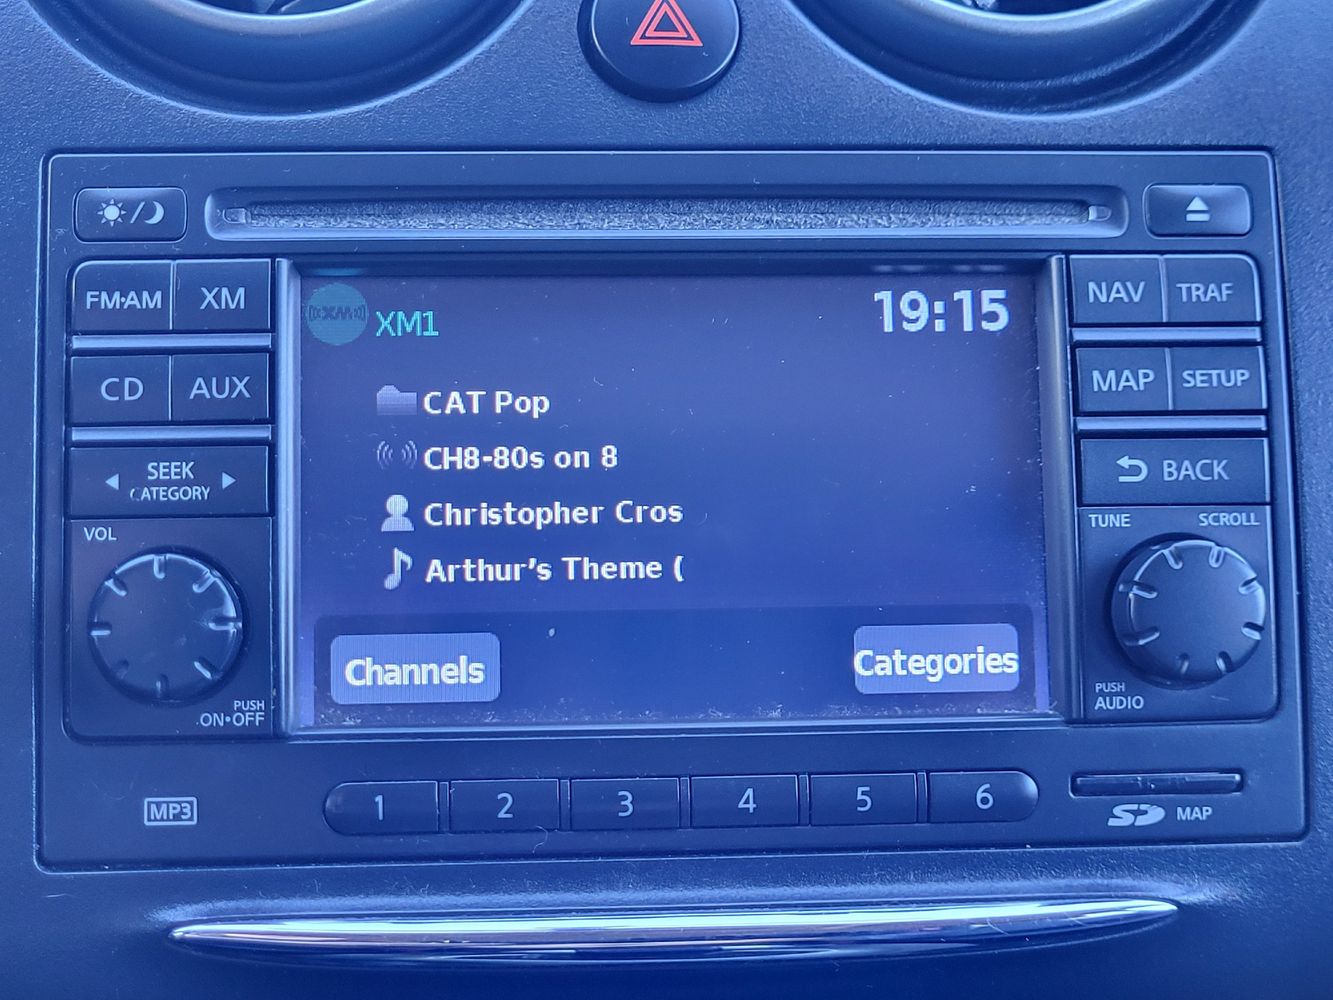 FM·AM
XM
CD
AUX
SEEK
CATEGORY
VOL
PUSH
ON•OFF
XM
XM1
19:15
CAT Pop
CH8-80s on 8
Christopher Cros
Arthur's Theme (
Channels
Categories
NAV
TRAF
MAP
SETUP
BACK
TUNE
SCROLL
PUSH
AUDIO
MP3
1
2
3
4
5
6
SD
MAP